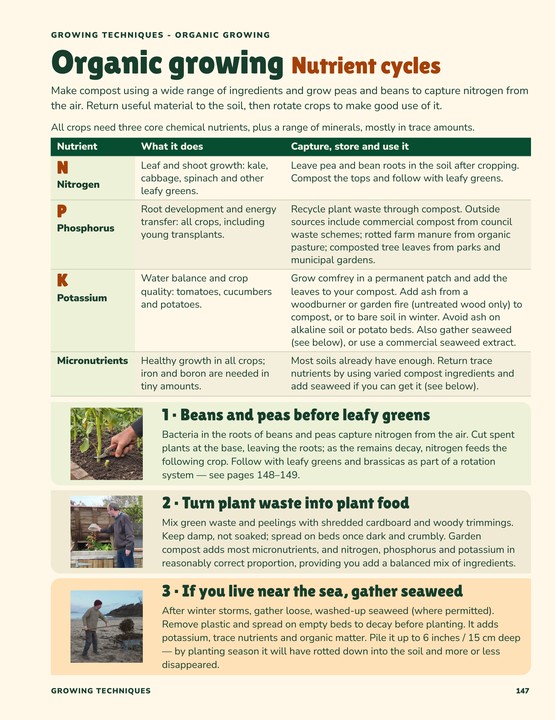 GROWING TECHNIQUES - ORGANIC GROWING
Organic growing Nutrient cycles
Make compost using a wide range of ingredients and grow peas and beans to capture nitrogen from
the air. Return useful material to the soil, then rotate crops to make good use of it.
All crops need three core chemical nutrients, plus a range of minerals, mostly in trace amounts.
Nutrient What it does Capture, store and use it
N
Nitrogen
Leaf and shoot growth: kale,
cabbage, spinach and other
leafy greens.
Leave pea and bean roots in the soil after cropping.
Compost the tops and follow with leafy greens.
P
Phosphorus
Root development and energy
transfer: all crops, including
young transplants.
Recycle plant waste through compost. Outside
sources include commercial compost from council
waste schemes; rotted farm manure from organic
pasture; composted tree leaves from parks and
municipal gardens.
K
Potassium
Water balance and crop
quality: tomatoes, cucumbers
and potatoes.
Grow comfrey in a permanent patch and add the
leaves to your compost. Add ash from a
woodburner or garden fire (untreated wood only) to
compost, or to bare soil in winter. Avoid ash on
alkaline soil or potato beds. Also gather seaweed
(see below), or use a commercial seaweed extract.
Micronutrients
Healthy growth in all crops;
iron and boron are needed in
tiny amounts.
Most soils already have enough. Return trace
nutrients by using varied compost ingredients and
add seaweed if you can get it (see below).
1 · Beans and peas before leafy greens
Bacteria in the roots of beans and peas capture nitrogen from the air. Cut spent
plants at the base, leaving the roots; as the remains decay, nitrogen feeds the
following crop. Follow with leafy greens and brassicas as part of a rotation
system — see pages 148–149.
2 · Turn plant waste into plant food
Mix green waste and peelings with shredded cardboard and woody trimmings.
Keep damp, not soaked; spread on beds once dark and crumbly. Garden
compost adds most micronutrients, and nitrogen, phosphorus and potassium in
reasonably correct proportion, providing you add a balanced mix of ingredients.
3 · If you live near the sea, gather seaweed
After winter storms, gather loose, washed-up seaweed (where permitted).
Remove plastic and spread on empty beds to decay before planting. It adds
potassium, trace nutrients and organic matter. Pile it up to 6 inches / 15 cm deep
— by planting season it will have rotted down into the soil and more or less
disappeared.
GROWING TECHNIQUES 147